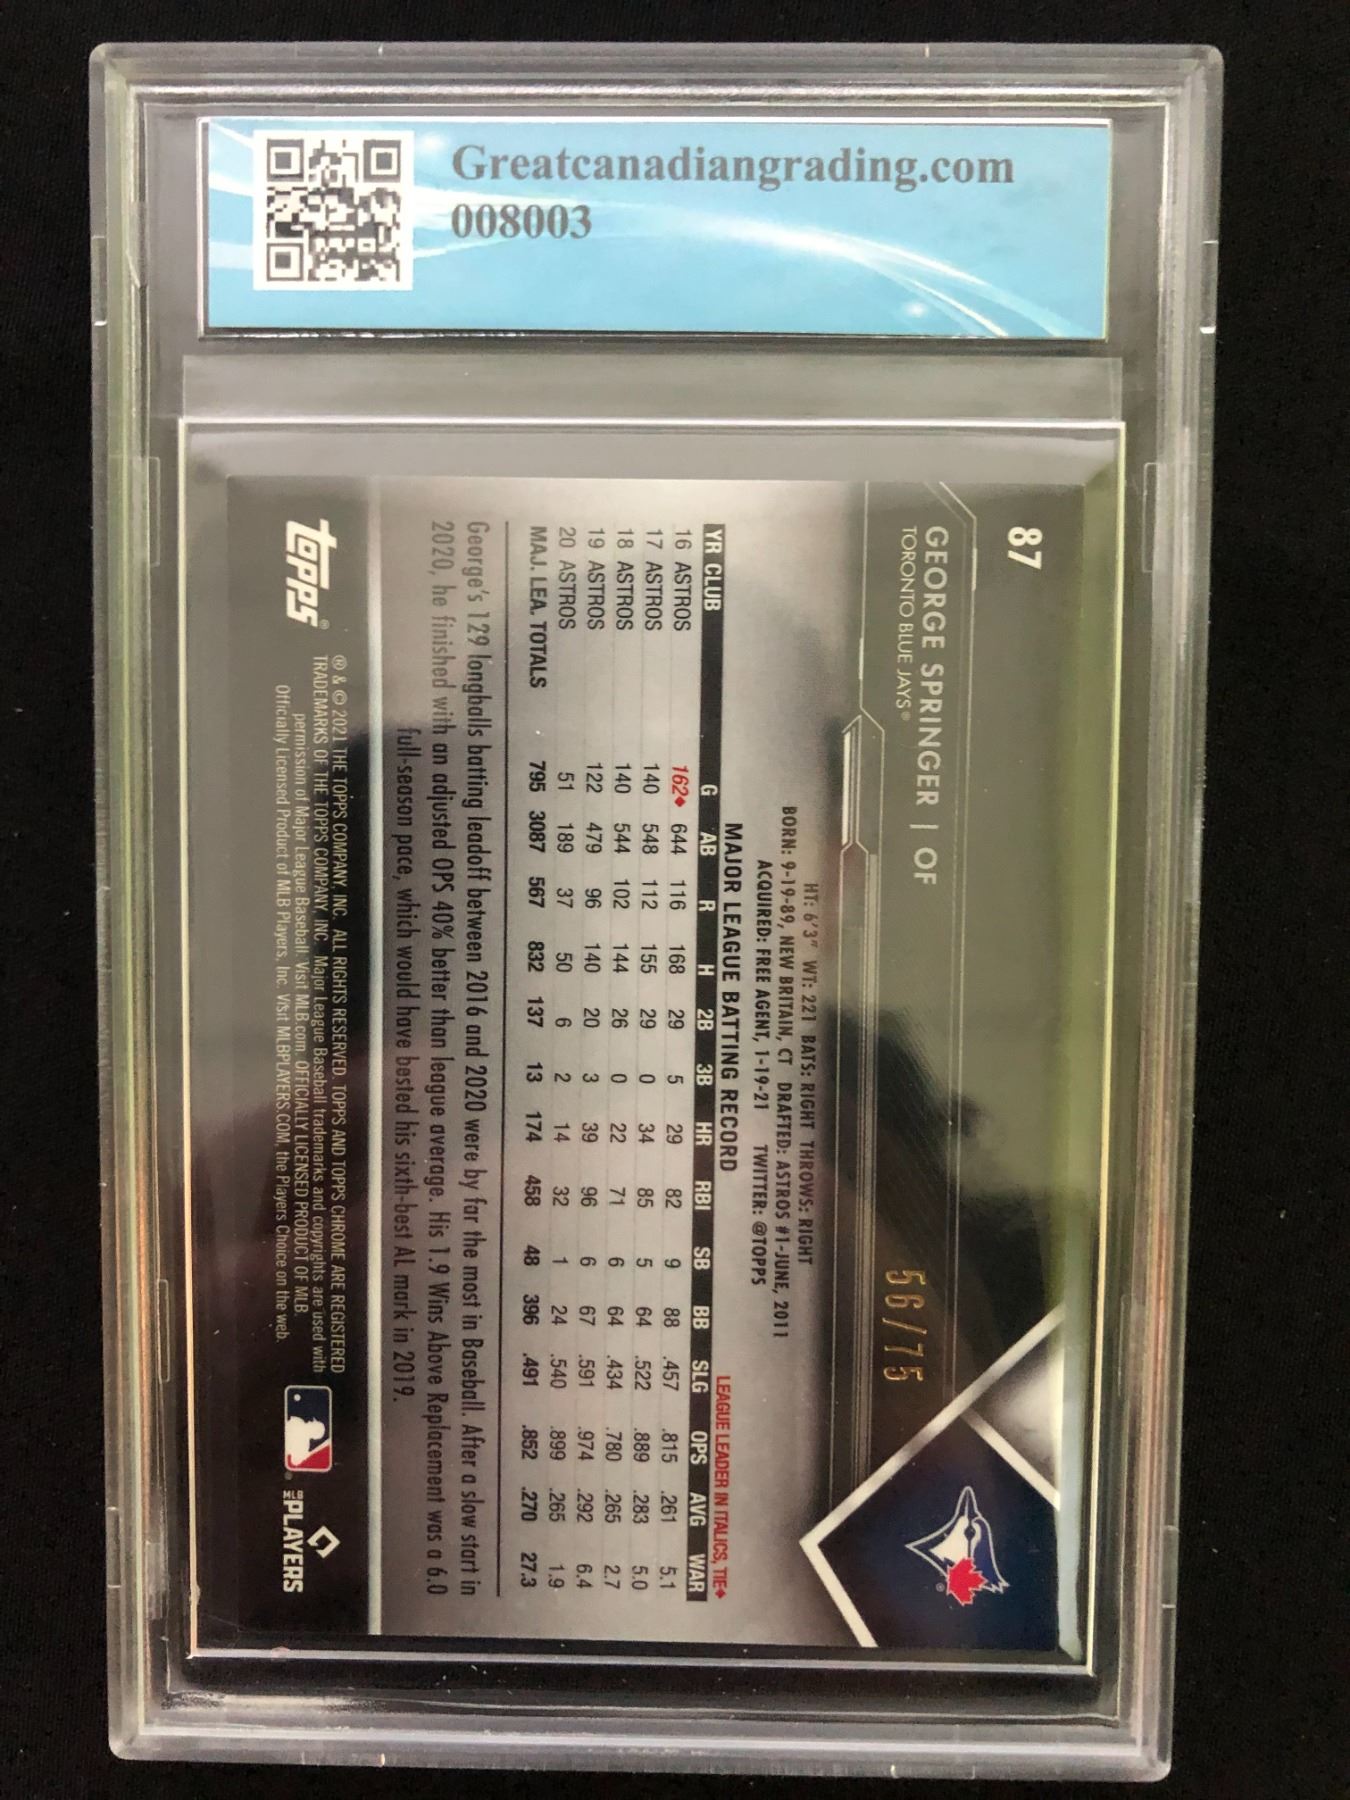 Greatcanadiangrading.com
008003
87
GEORGE SPRINGER | OF
TORONTO BLUE JAYS®
56/75
HT: 6'3" WT: 221 BATS: RIGHT THROWS: RIGHT
BORN: 9-19-89, NEW BRITAIN, CT DRAFTED: ASTROS #1-JUNE, 2011
ACQUIRED: FREE AGENT, 1-19-21 TWITTER: @TOPPS
MAJOR LEAGUE BATTING RECORD
LEAGUE LEADER IN ITALICS, TIE♦
YR CLUB G AB R H 2B 3B HR RBI SB BB SLG OPS AVG WAR
16 ASTROS 162♦ 644 116 168 29 5 29 82 9 88 .457 .815 .261 5.1
17 ASTROS 140 548 112 155 29 0 34 85 5 64 .522 .889 .283 5.0
18 ASTROS 140 544 102 144 26 0 22 71 6 64 .434 .780 .265 2.7
19 ASTROS 122 479 96 140 20 3 39 96 6 67 .591 .974 .292 6.4
20 ASTROS 51 189 37 50 6 2 14 32 1 24 .540 .899 .265 1.9
MAJ. LEA. TOTALS 795 3087 567 832 137 13 174 458 48 396 .491 .852 .270 27.3
George's 129 longballs batting leadoff between 2016 and 2020 were by far the most in Baseball. After a slow start in
2020, he finished with an adjusted OPS 40% better than league average. His 1.9 Wins Above Replacement was a 6.0
full-season pace, which would have bested his sixth-best AL mark in 2019.
topps®
® & © 2021 THE TOPPS COMPANY, INC. ALL RIGHTS RESERVED. TOPPS AND TOPPS CHROME ARE REGISTERED
TRADEMARKS OF THE TOPPS COMPANY, INC. Major League Baseball trademarks and copyrights are used with
permission of Major League Baseball. Visit MLB.com. OFFICIALLY LICENSED PRODUCT OF MLB.
Officially Licensed Product of MLB Players, Inc. Visit MLBPLAYERS.COM, the Players Choice on the web.
MLB PLAYERS